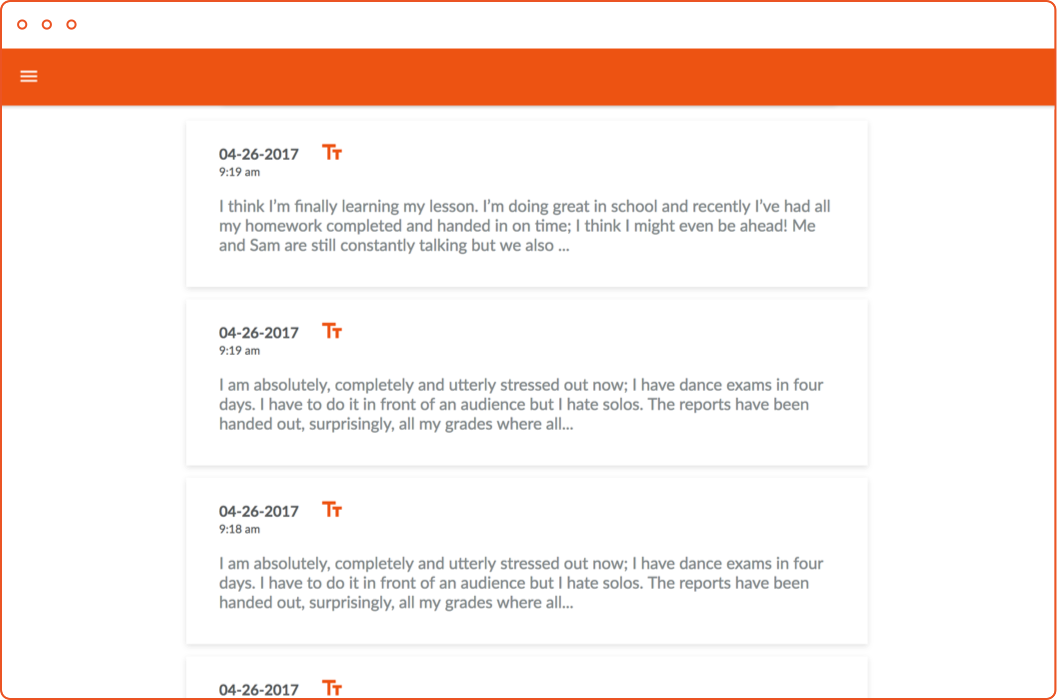 04-26-2017 Tт
9:19 am
I think I’m finally learning my lesson. I’m doing great in school and recently I’ve had all
my homework completed and handed in on time; I think I might even be ahead! Me
and Sam are still constantly talking but we also ...
04-26-2017 Tт
9:19 am
I am absolutely, completely and utterly stressed out now; I have dance exams in four
days. I have to do it in front of an audience but I hate solos. The reports have been
handed out, surprisingly, all my grades where all...
04-26-2017 Tт
9:18 am
I am absolutely, completely and utterly stressed out now; I have dance exams in four
days. I have to do it in front of an audience but I hate solos. The reports have been
handed out, surprisingly, all my grades where all...
04-26-2017 Tт